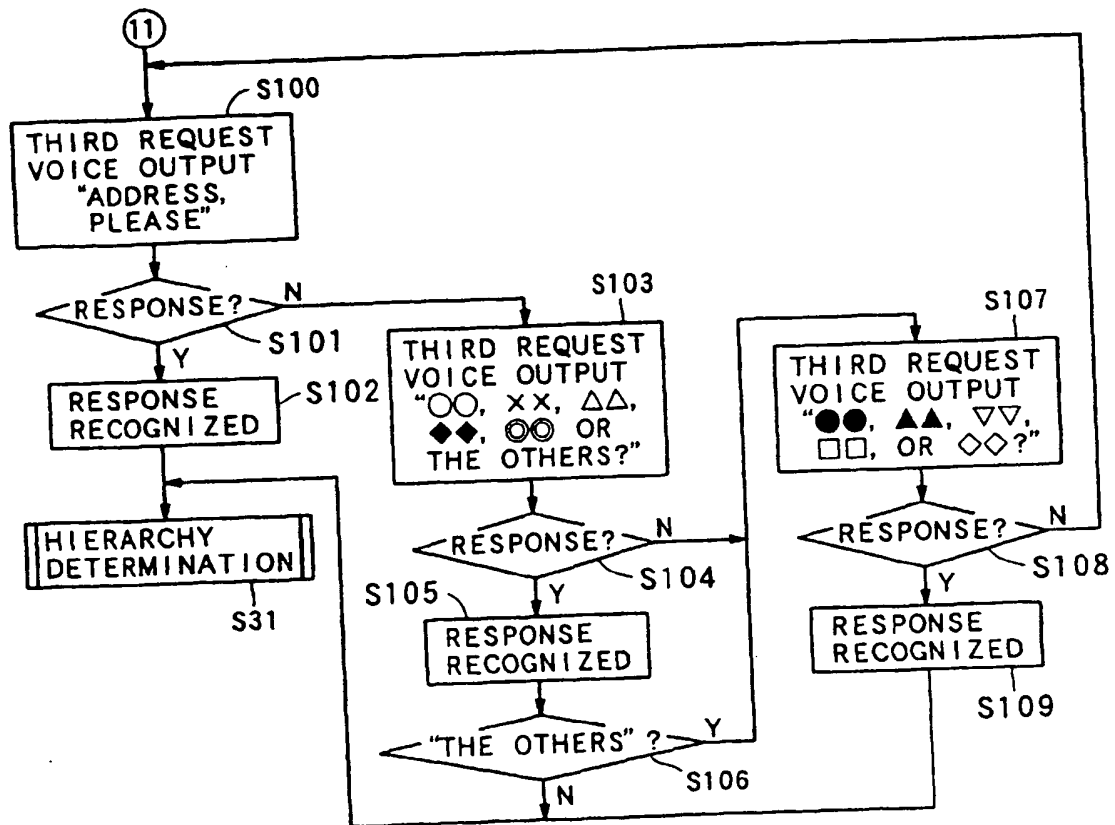 11
S100
THIRD REQUEST
VOICE OUTPUT
“ADDRESS,
PLEASE”
RESPONSE?
N
S101
Y
RESPONSE
RECOGNIZED
S102
HIERARCHY
DETERMINATION
S31
S103
THIRD REQUEST
VOICE OUTPUT
“○○, ××, △△,
◆◆, ◎◎ OR
THE OTHERS?”
RESPONSE?
N
S104
Y
S105
RESPONSE
RECOGNIZED
“THE OTHERS” ?
Y
S106
N
S107
THIRD REQUEST
VOICE OUTPUT
“●●, ▲▲, ▽▽,
□□, OR ◇◇?”
RESPONSE?
N
S108
Y
RESPONSE
RECOGNIZED
S109